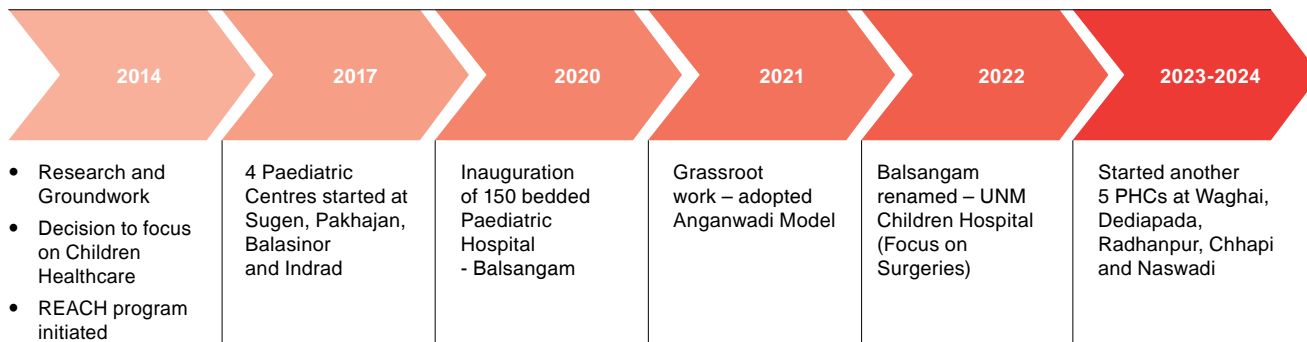 2014
2017
2020
2021
2022
2023-2024
• Research and
Groundwork
• Decision to focus
on Children
Healthcare
• REACH program
initiated
4 Paediatric
Centres started at
Sugen, Pakhajan,
Balasinor
and Indrad
Inauguration
of 150 bedded
Paediatric
Hospital
- Balsangam
Grassroot
work – adopted
Anganwadi Model
Balsangam
renamed – UNM
Children Hospital
(Focus on
Surgeries)
Started another
5 PHCs at Waghai,
Dediapada,
Radhanpur, Chhapi
and Naswadi